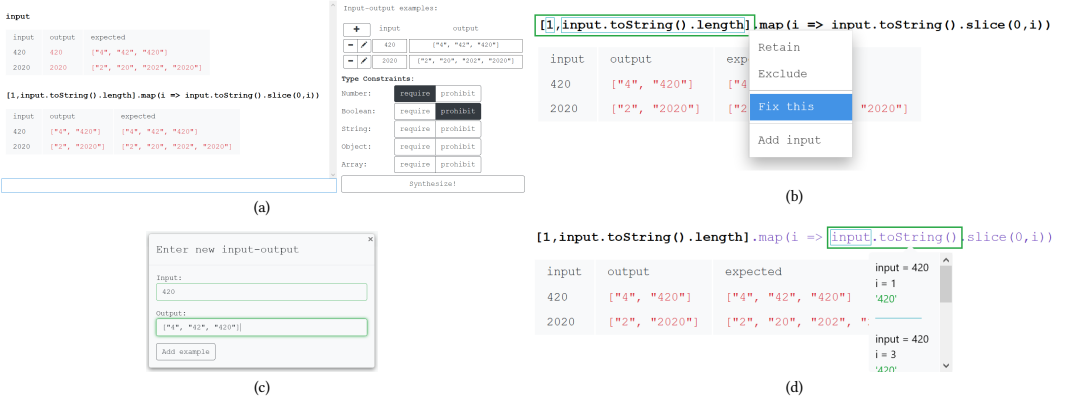 input
input output expected
420 420 ["4", "42", "420"]
2020 2020 ["2", "20", "202", "2020"]
[1,input.toString().length].map(i => input.toString().slice(0,i))
input output expected
420 ["4", "420"] ["4", "42", "420"]
2020 ["2", "2020"] ["2", "20", "202", "2020"]
Input-output examples:
+ input output
− 420 ["4", "42", "420"]
− 2020 ["2", "20", "202", "2020"]
Type Constraints:
Number: require prohibit
Boolean: require prohibit
String: require prohibit
Object: require prohibit
Array: require prohibit
Synthesize!
(a)
[1,input.toString().length].map(i => input.toString().slice(0,i))
input output exp
420 ["4", "420"] ["4
2020 ["2", "2020"] ["2 "2020"]
Retain
Exclude
Fix this
Add input
(b)
Enter new input-output ×
Input:
420
Output:
["4", "42", "420"]
Add example
(c)
[1,input.toString().length].map(i => input.toString().slice(0,i))
input output expected
420 ["4", "420"] ["4", "42", "420"]
2020 ["2", "2020"] ["2", "20", "202", "
input = 420
i = 1
'420'
input = 420
i = 3
'420'
(d)